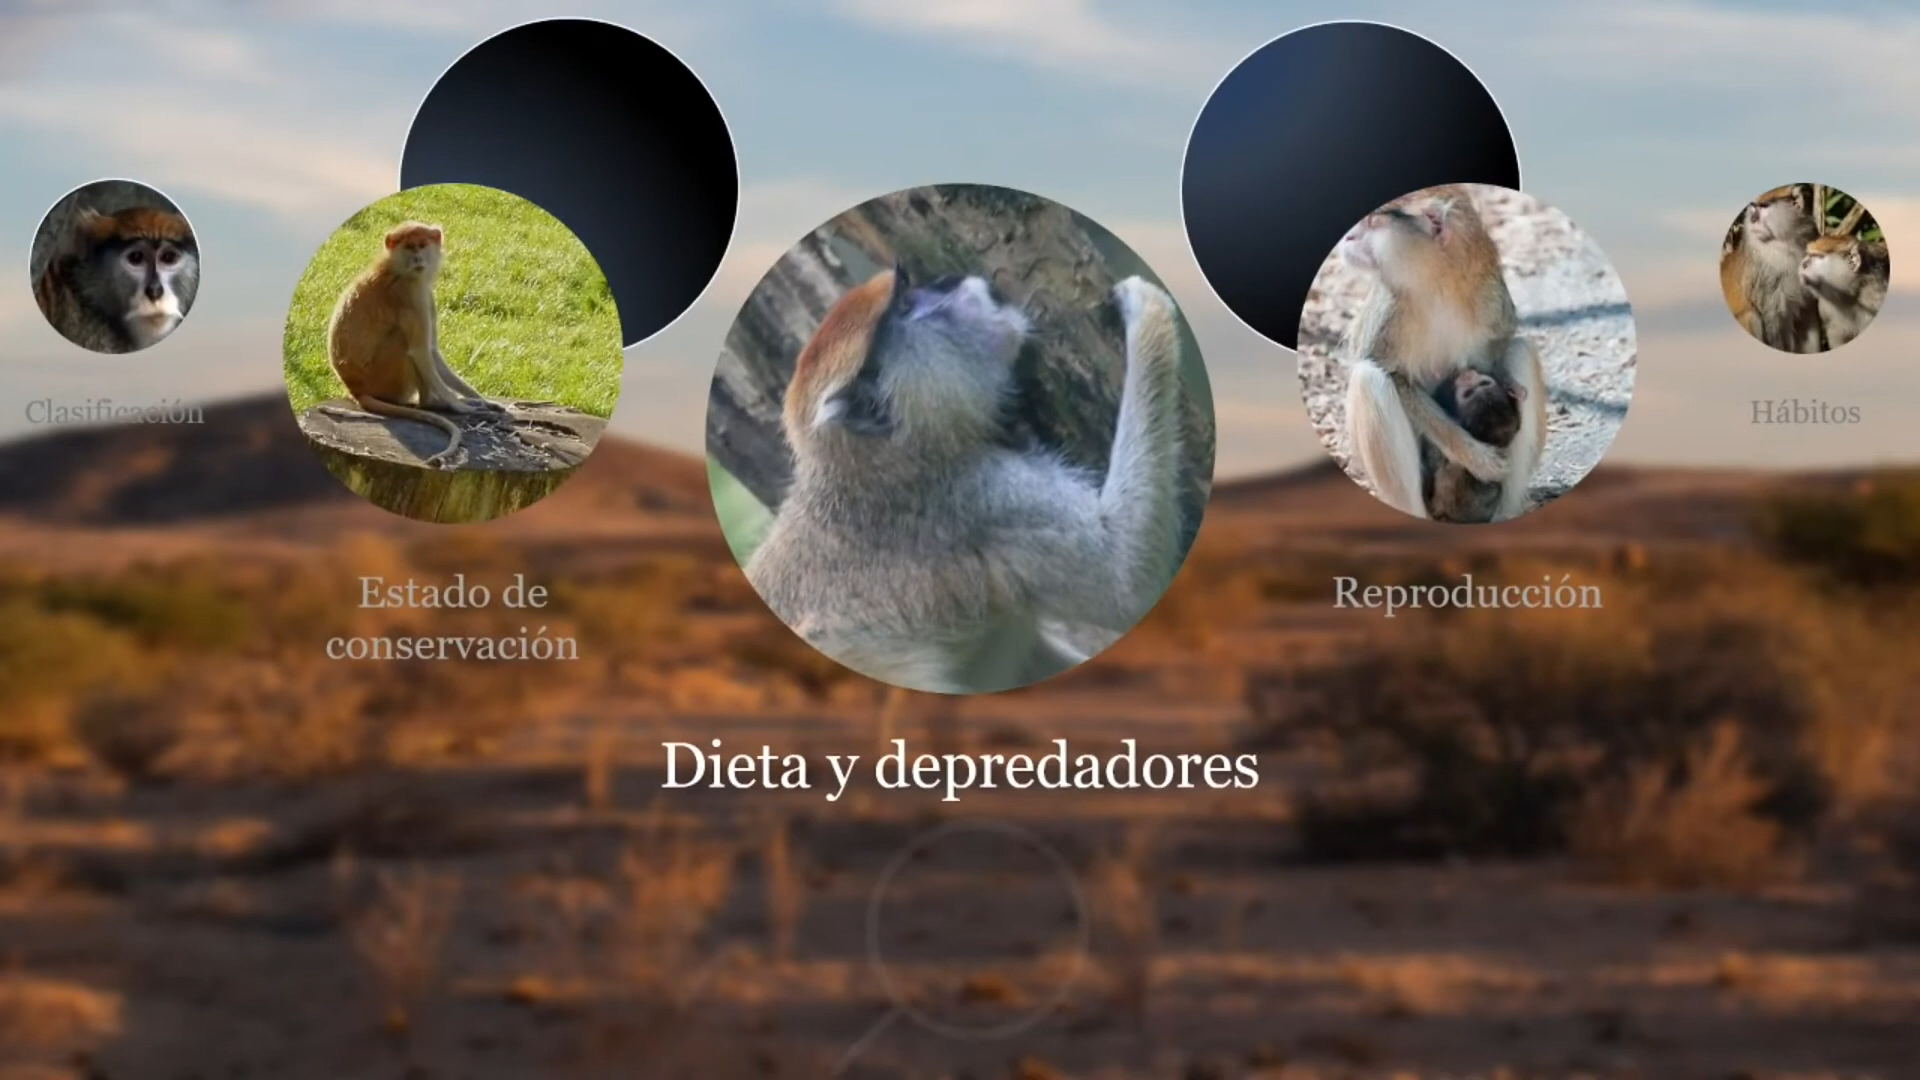 Clasificación
Estado de
conservación
Dieta y depredadores
Reproducción
Hábitos